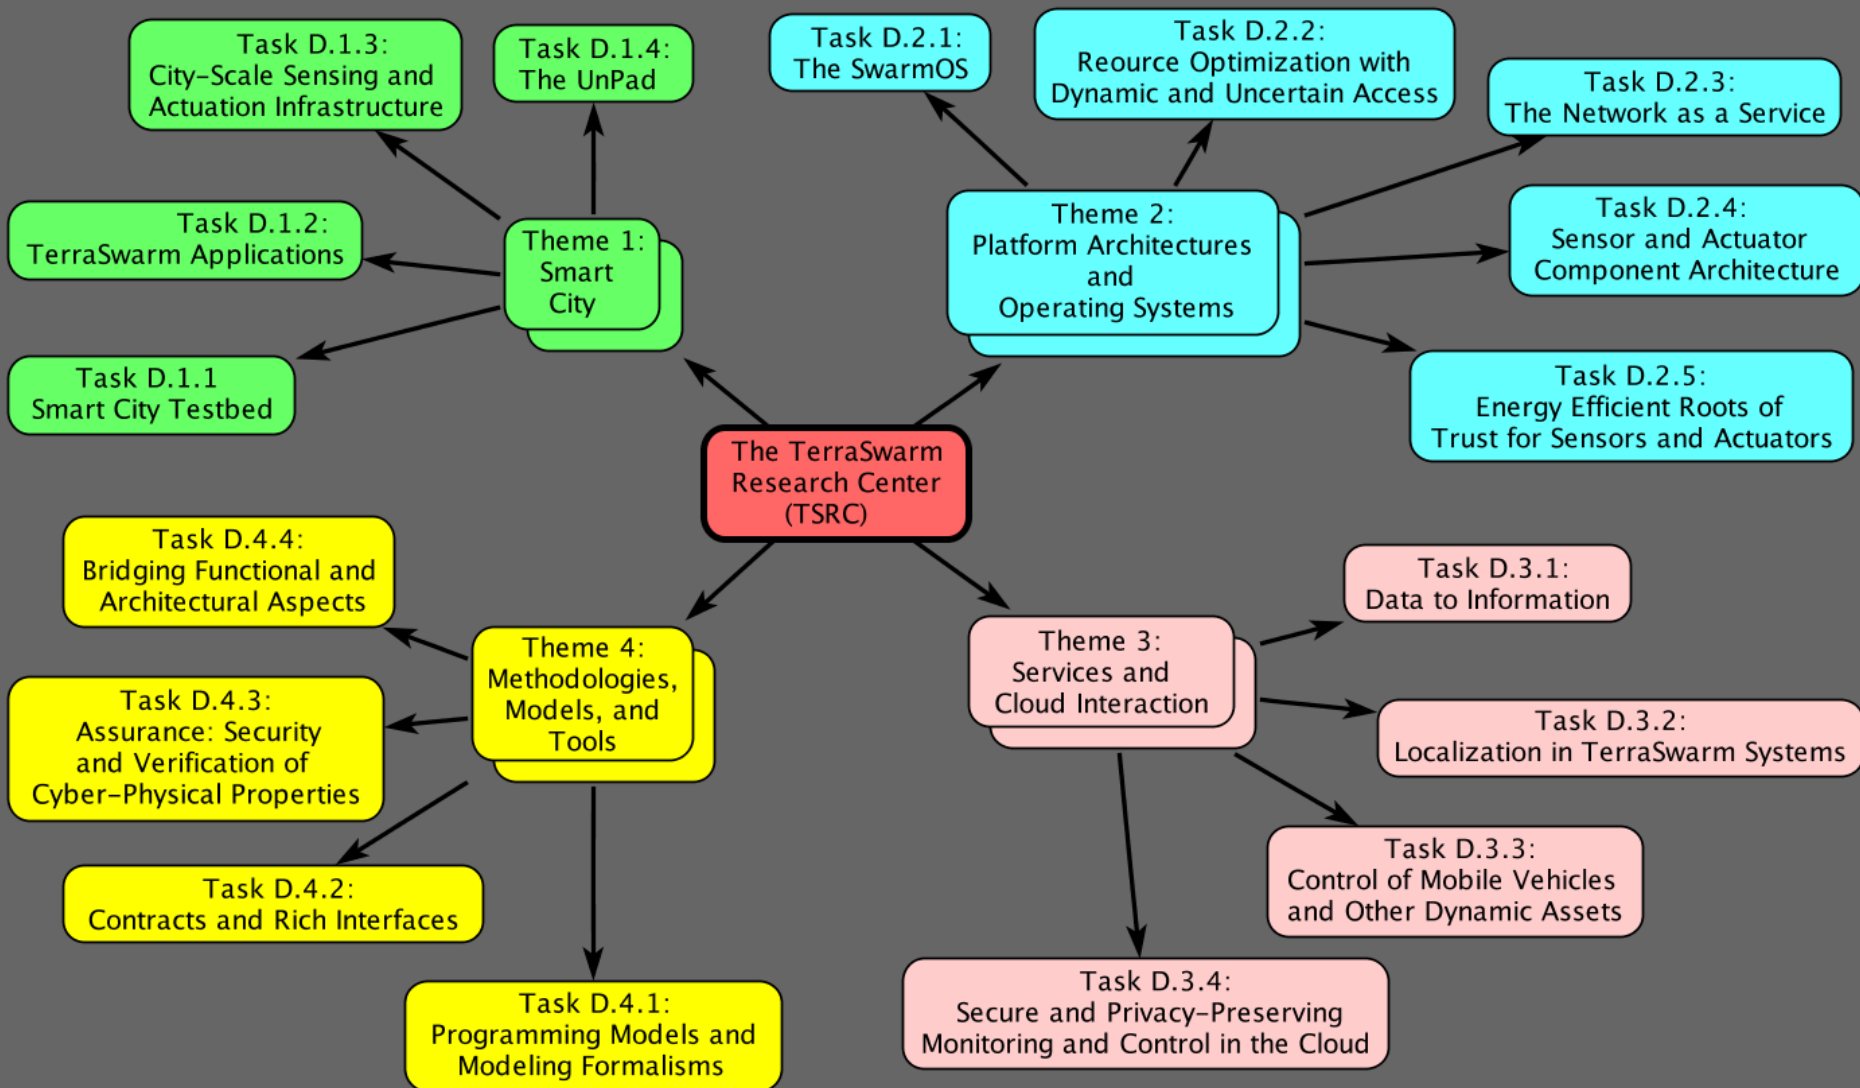 Task D.1.3:
City-Scale Sensing and
Actuation Infrastructure
Task D.1.4:
The UnPad
Task D.2.1:
The SwarmOS
Task D.2.2:
Reource Optimization with
Dynamic and Uncertain Access
Task D.2.3:
The Network as a Service
Task D.1.2:
TerraSwarm Applications
Theme 1:
Smart
City
Theme 2:
Platform Architectures
and
Operating Systems
Task D.2.4:
Sensor and Actuator
Component Architecture
Task D.1.1
Smart City Testbed
Task D.2.5:
Energy Efficient Roots of
Trust for Sensors and Actuators
The TerraSwarm
Research Center
(TSRC)
Task D.4.4:
Bridging Functional and
Architectural Aspects
Task D.3.1:
Data to Information
Theme 4:
Methodologies,
Models, and
Tools
Theme 3:
Services and
Cloud Interaction
Task D.4.3:
Assurance: Security
and Verification of
Cyber-Physical Properties
Task D.3.2:
Localization in TerraSwarm Systems
Task D.4.2:
Contracts and Rich Interfaces
Task D.3.3:
Control of Mobile Vehicles
and Other Dynamic Assets
Task D.4.1:
Programming Models and
Modeling Formalisms
Task D.3.4:
Secure and Privacy-Preserving
Monitoring and Control in the Cloud